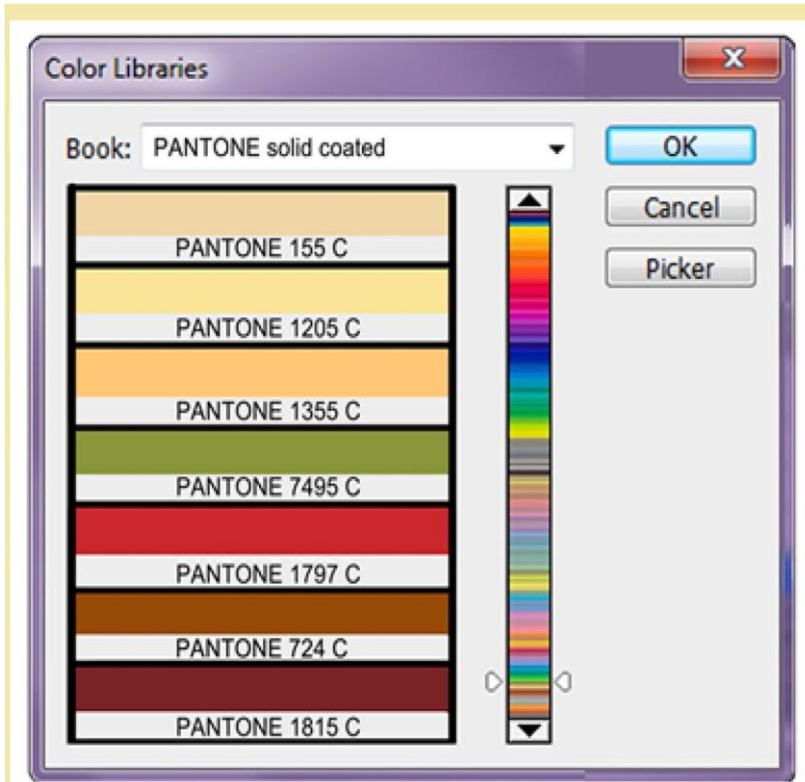 Color Libraries
Book: PANTONE solid coated
OK
Cancel
Picker
PANTONE 155 C
PANTONE 1205 C
PANTONE 1355 C
PANTONE 7495 C
PANTONE 1797 C
PANTONE 724 C
PANTONE 1815 C